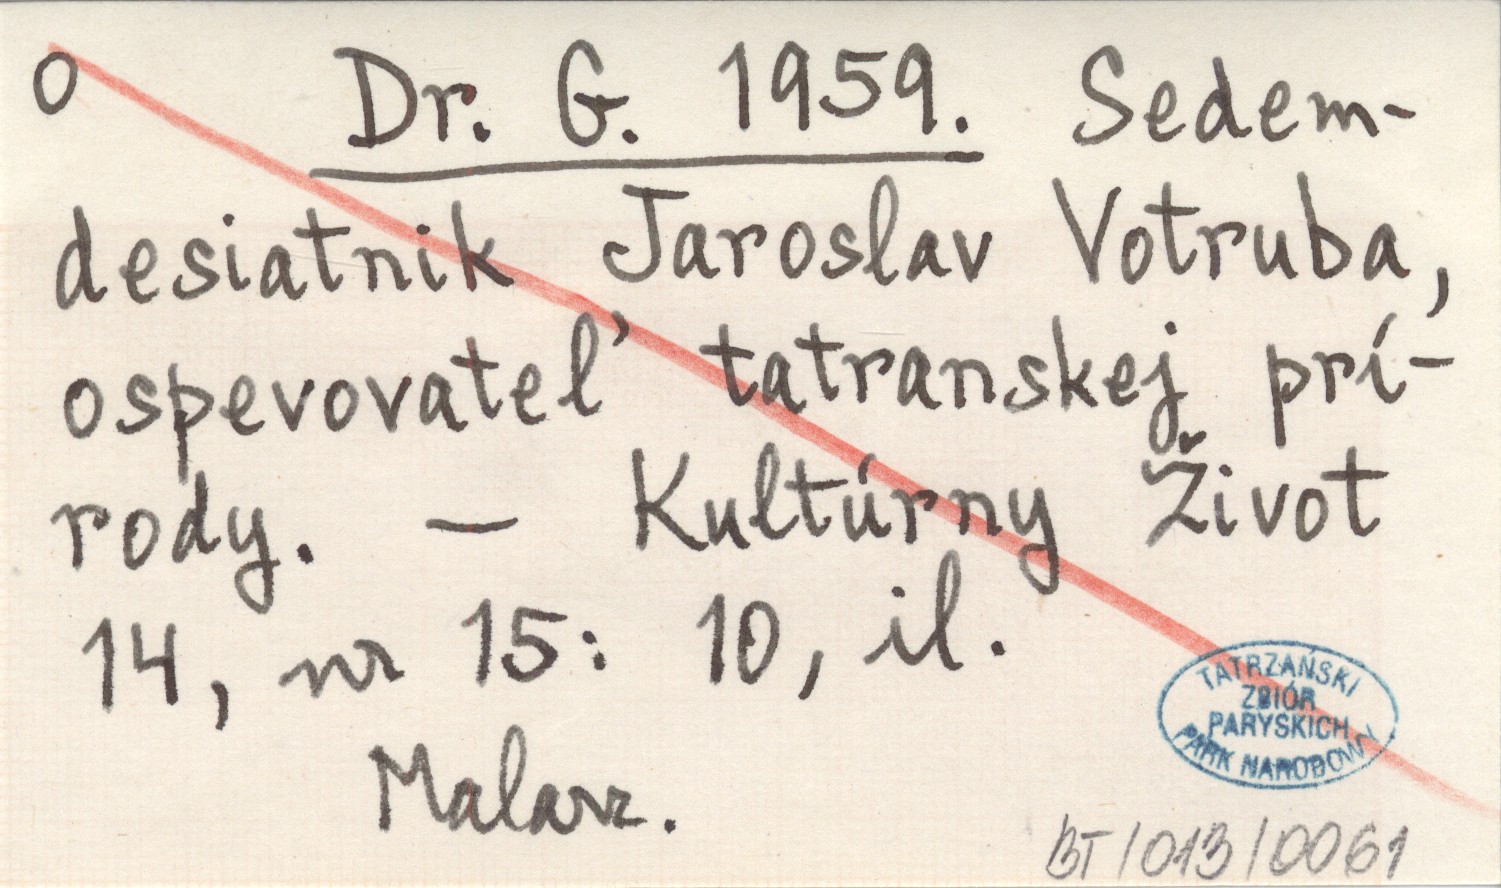 O Dr. G. 1959. Sedem-
desiatnik Jaroslav Votruba,
ospevovateľ tatranskej prí-
rody. — Kultúrny Život
14, nr 15: 10, il.
Malarz.
TATRZAŃSKI
ZBIÓR
PARYSKICH
PARK NARODOWY
BT/013/0061